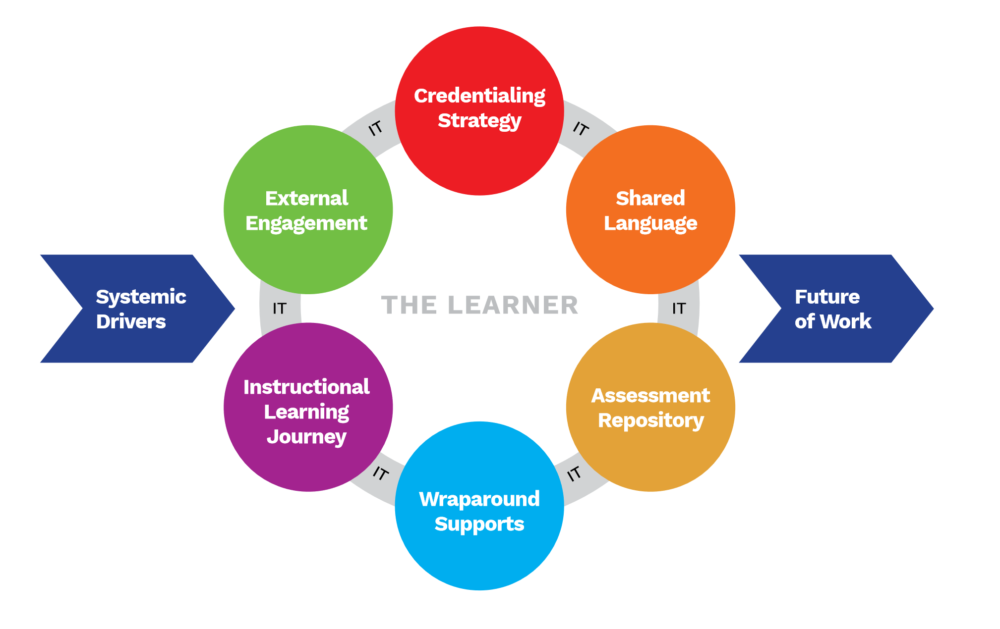 Credentialing
Strategy
IT
IT
External
Engagement
Shared
Language
Systemic
Drivers
IT
THE LEARNER
IT
Future
of Work
Instructional
Learning
Journey
Assessment
Repository
IT
IT
Wraparound
Supports